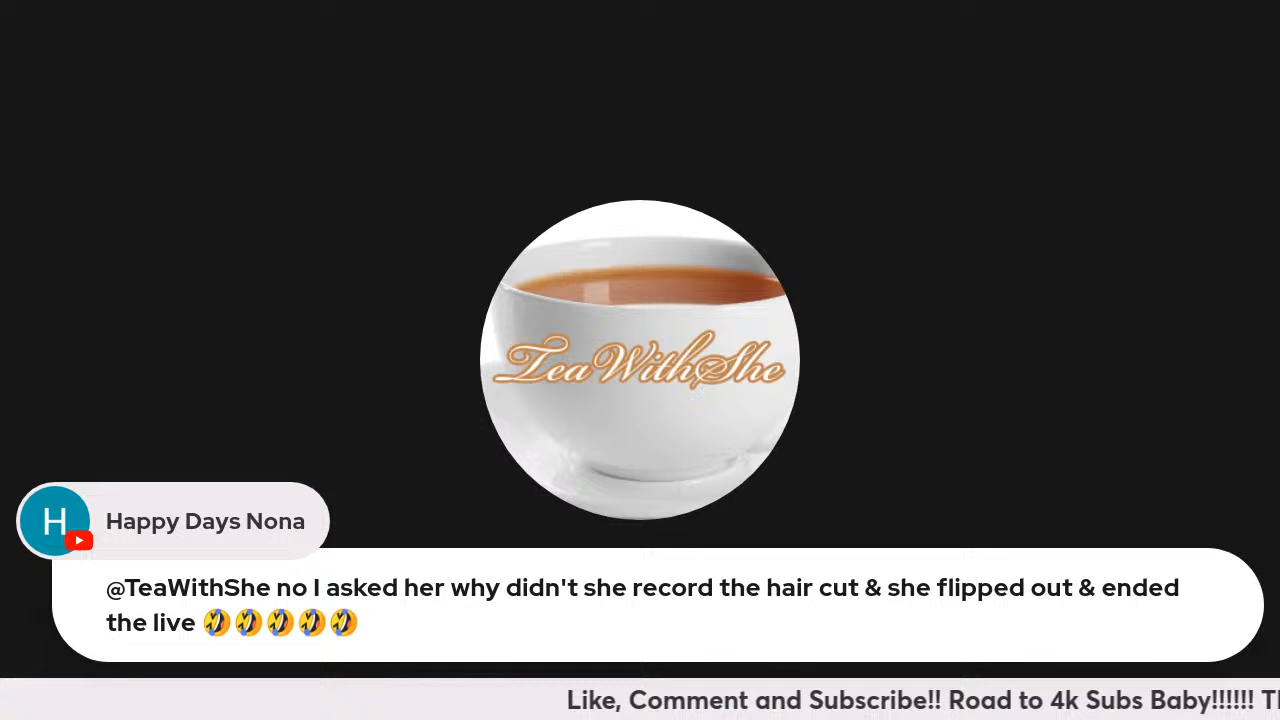 TeaWithShe
H
Happy Days Nona
@TeaWithShe no I asked her why didn't she record the hair cut & she flipped out & ended
the live 🤣🤣🤣🤣🤣
Like, Comment and Subscribe!! Road to 4k Subs Baby!!!!!!